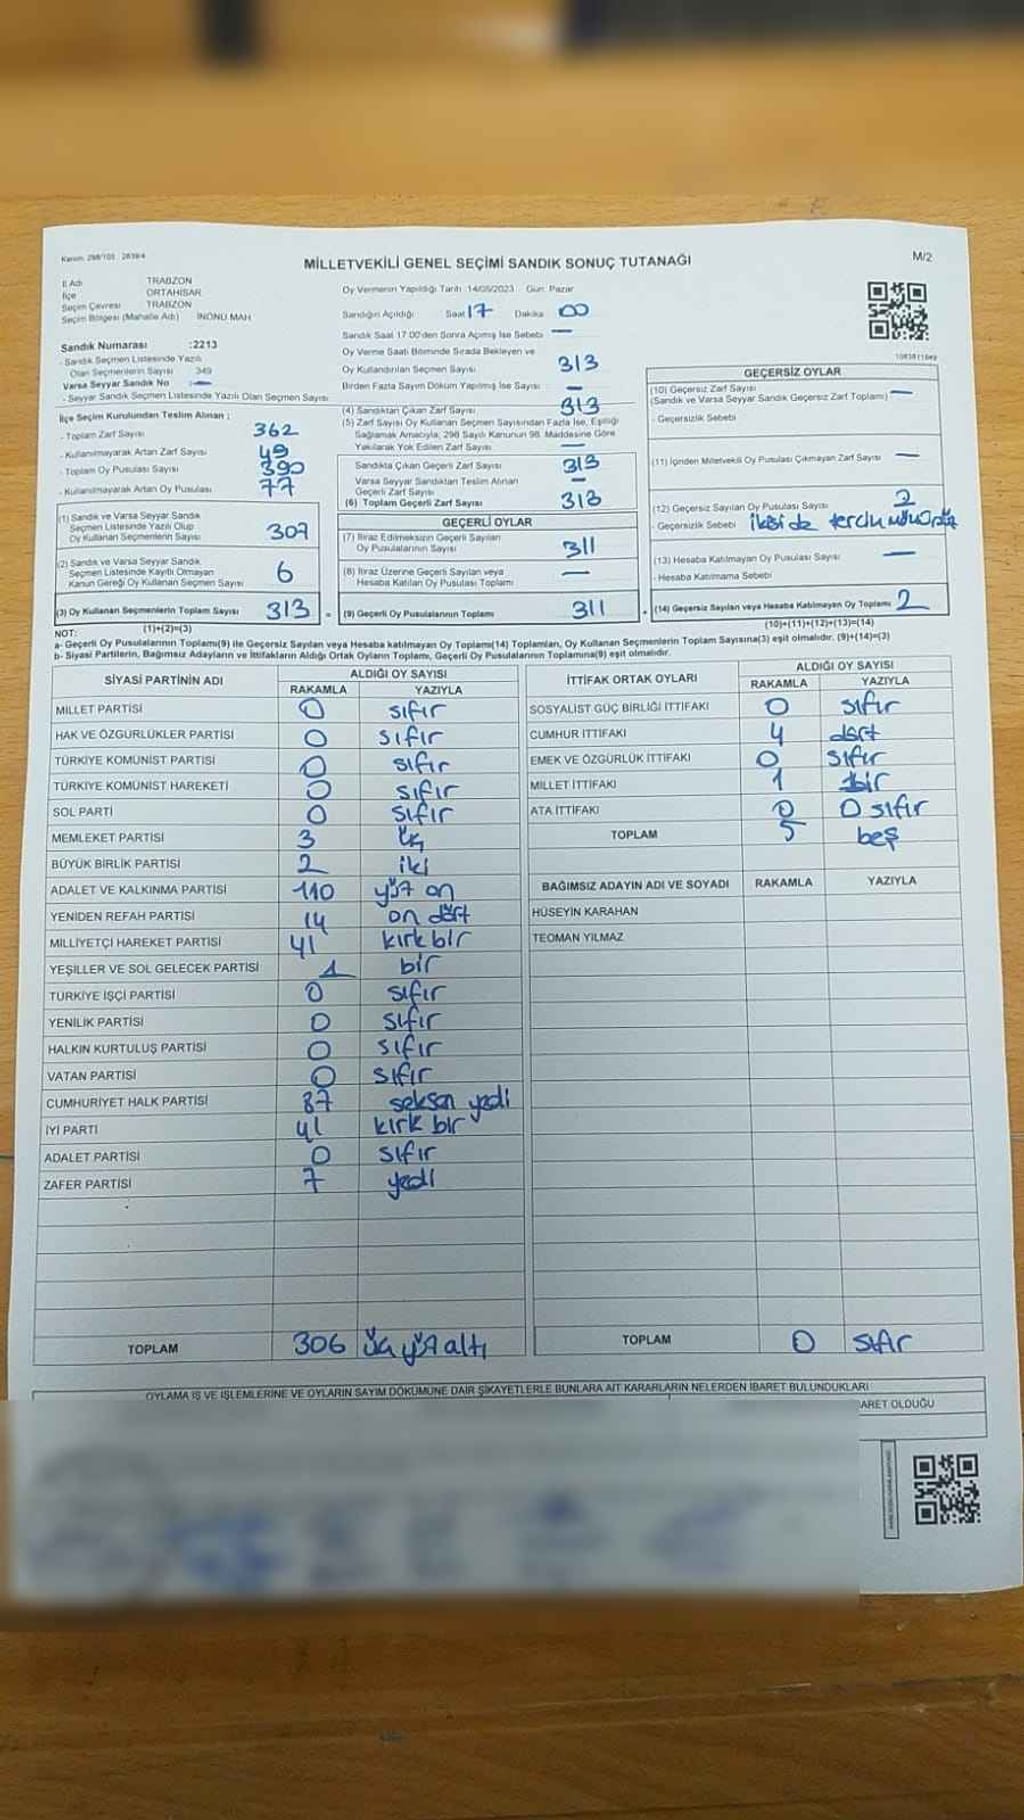 Kanun: 298/105 2839/4
MİLLETVEKİLİ GENEL SEÇİMİ SANDIK SONUÇ TUTANAĞI
M/2
İl Adı TRABZON
İlçe ORTAHİSAR
Seçim Çevresi TRABZON
Seçim Bölgesi (Mahalle Adı) İNÖNÜ MAH
Sandık Numarası :2213
- Sandık Seçmen Listesinde Yazılı
Olan Seçmenlerin Sayısı 349
Varsa Seyyar Sandık No : —
- Seyyar Sandık Seçmen Listesinde Yazılı Olan Seçmen Sayısı
İlçe Seçim Kurulundan Teslim Alınan :
- Toplam Zarf Sayısı 362
- Kullanılmayarak Artan Zarf Sayısı 49
- Toplam Oy Pusulası Sayısı 390
- Kullanılmayarak Artan Oy Pusulası 77
(1) Sandık ve Varsa Seyyar Sandık
Seçmen Listesinde Yazılı Olup
Oy Kullanan Seçmenlerin Sayısı 307
(2) Sandık ve Varsa Seyyar Sandık
Seçmen Listesinde Kayıtlı Olmayan
Kanun Gereği Oy Kullanan Seçmen Sayısı 6
(3) Oy Kullanan Seçmenlerin Toplam Sayısı 313
(1)+(2)=(3)
Oy Vermenin Yapıldığı Tarih :14/05/2023 Gün: Pazar
Sandığın Açıldığı Saat 17 Dakika 00
Sandık Saat 17.00'den Sonra Açılmış İse Sebebi —
Oy Verme Saati Bitiminde Sırada Bekleyen ve
Oy Kullandırılan Seçmen Sayısı 313
Birden Fazla Sayım Döküm Yapılmış İse Sayısı : —
(4) Sandıktan Çıkan Zarf Sayısı 313
(5) Zarf Sayısı Oy Kullanan Seçmen Sayısından Fazla İse, Eşitliği
Sağlamak Amacıyla, 298 Sayılı Kanunun 98. Maddesine Göre
Yakılarak Yok Edilen Zarf Sayısı —
Sandıkta Çıkan Geçerli Zarf Sayısı 313
Varsa Seyyar Sandıktan Teslim Alınan
Geçerli Zarf Sayısı —
(6) Toplam Geçerli Zarf Sayısı 313
GEÇERLİ OYLAR
(7) İtiraz Edilmeksizin Geçerli Sayılan
Oy Pusulalarının Sayısı 311
(8) İtiraz Üzerine Geçerli Sayılan veya
Hesaba Katılan Oy Pusulası Toplamı —
(9) Geçerli Oy Pusulalarının Toplamı 311
GEÇERSİZ OYLAR
(10) Geçersiz Zarf Sayısı
(Sandık ve Varsa Seyyar Sandık Geçersiz Zarf Toplamı) —
- Geçersizlik Sebebi
(11) İçinden Milletvekili Oy Pusulası Çıkmayan Zarf Sayısı —
(12) Geçersiz Sayılan Oy Pusulası Sayısı 2
- Geçersizlik Sebebi ikisi de tercih
(13) Hesaba Katılmayan Oy Pusulası Sayısı —
- Hesaba Katılmama Sebebi
(14) Geçersiz Sayılan veya Hesaba Katılmayan Oy Toplamı 2
(10)+(11)+(12)+(13)=(14)
NOT:
a- Geçerli Oy Pusulalarının Toplamı(9) ile Geçersiz Sayılan veya Hesaba katılmayan Oy Toplamı(14) Toplamları, Oy Kullanan Seçmenlerin Toplam Sayısına(3) eşit olmalıdır. (9)+(14)=(3)
b- Siyasi Partilerin, Bağımsız Adayların ve İttifakların Aldığı Ortak Oyların Toplamı, Geçerli Oy Pusulalarının Toplamına(9) eşit olmalıdır.
SİYASİ PARTİNİN ADI ALDIĞI OY SAYISI
RAKAMLA YAZIYLA
MİLLET PARTİSİ 0 sıfır
HAK VE ÖZGÜRLÜKLER PARTİSİ 0 sıfır
TÜRKİYE KOMÜNİST PARTİSİ 0 sıfır
TÜRKİYE KOMÜNİST HAREKETİ 0 sıfır
SOL PARTİ 0 sıfır
MEMLEKET PARTİSİ 3 üç
BÜYÜK BİRLİK PARTİSİ 2 iki
ADALET VE KALKINMA PARTİSİ 110 yüz on
YENİDEN REFAH PARTİSİ 14 on dört
MİLLİYETÇİ HAREKET PARTİSİ 41 kırk bir
YEŞİLLER VE SOL GELECEK PARTİSİ 1 bir
TÜRKİYE İŞÇİ PARTİSİ 0 sıfır
YENİLİK PARTİSİ 0 sıfır
HALKIN KURTULUŞ PARTİSİ 0 sıfır
VATAN PARTİSİ 0 sıfır
CUMHURİYET HALK PARTİSİ 87 seksen yedi
İYİ PARTİ 41 kırk bir
ADALET PARTİSİ 0 sıfır
ZAFER PARTİSİ 7 yedi
TOPLAM 306 üç yüz altı
İTTİFAK ORTAK OYLARI ALDIĞI OY SAYISI
RAKAMLA YAZIYLA
SOSYALİST GÜÇ BİRLİĞİ İTTİFAKI 0 sıfır
CUMHUR İTTİFAKI 4 dört
EMEK VE ÖZGÜRLÜK İTTİFAKI 0 sıfır
MİLLET İTTİFAKI 1 bir
ATA İTTİFAKI 0 0 sıfır
TOPLAM 5 beş
BAĞIMSIZ ADAYIN ADI VE SOYADI RAKAMLA YAZIYLA
HÜSEYİN KARAHAN
TEOMAN YILMAZ
TOPLAM 0 sıfır
OYLAMA İŞ VE İŞLEMLERİNE VE OYLARIN SAYIM DÖKÜMÜNE DAİR ŞİKAYETLERLE BUNLARA AİT KARARLARIN NELERDEN İBARET BULUNDUKLARI
ARET OLDUĞU